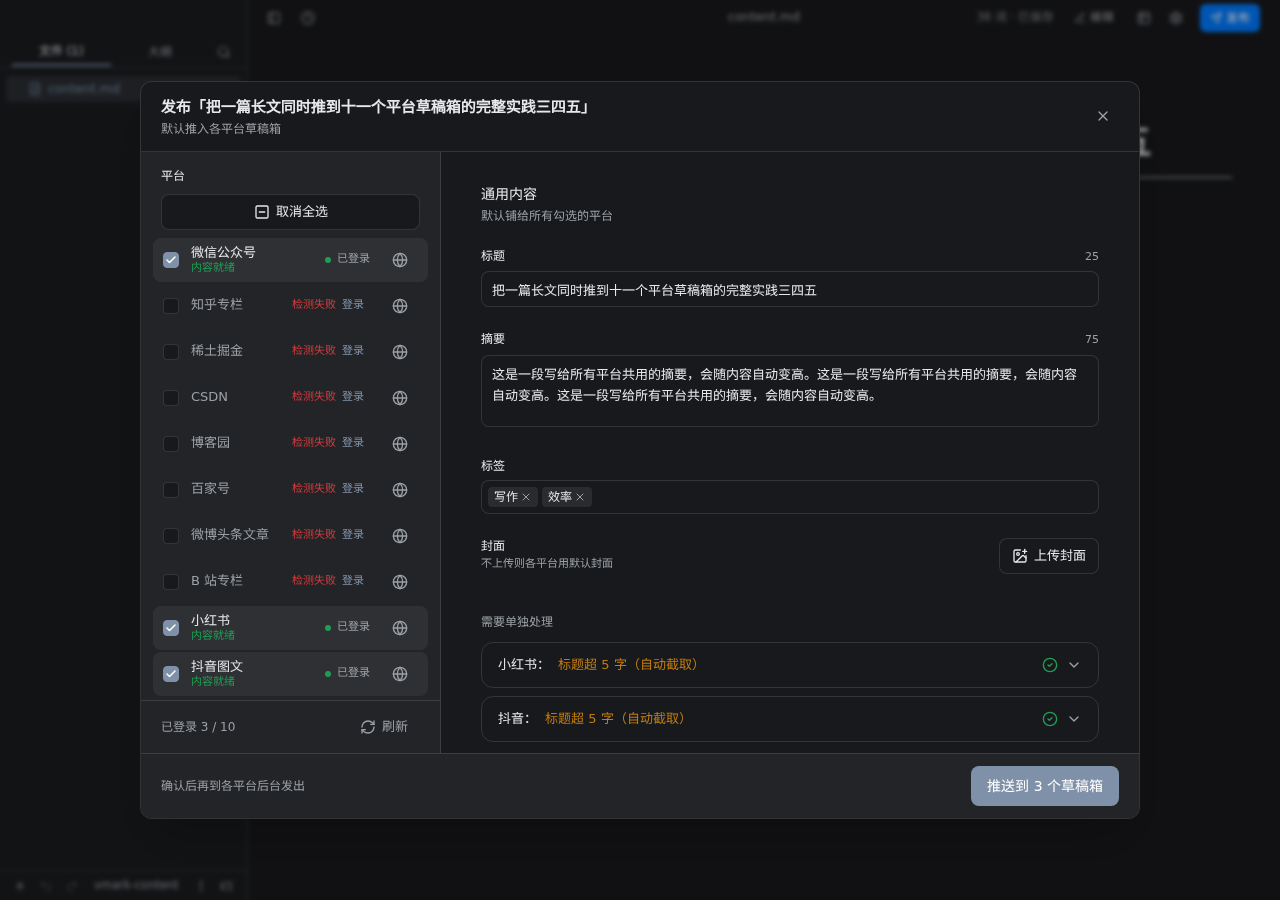 文件 (1)
大纲
content.md
content.md
发布
发布「把一篇长文同时推到十一个平台草稿箱的完整实践三四五」
默认推入各平台草稿箱
平台
取消全选
微信公众号
内容就绪
已登录
知乎专栏
检测失败 登录
稀土掘金
检测失败 登录
CSDN
检测失败 登录
博客园
检测失败 登录
百家号
检测失败 登录
微博头条文章
检测失败 登录
B 站专栏
检测失败 登录
小红书
内容就绪
已登录
抖音图文
内容就绪
已登录
已登录 3 / 10
刷新
通用内容
默认铺给所有勾选的平台
标题
25
把一篇长文同时推到十一个平台草稿箱的完整实践三四五
摘要
75
这是一段写给所有平台共用的摘要，会随内容自动变高。这是一段写给所有平台共用的摘要，会随内容
自动变高。这是一段写给所有平台共用的摘要，会随内容自动变高。
标签
写作
效率
封面
不上传则各平台用默认封面
上传封面
需要单独处理
小红书： 标题超 5 字（自动截取）
抖音： 标题超 5 字（自动截取）
确认后再到各平台后台发出
推送到 3 个草稿箱
vmark-content